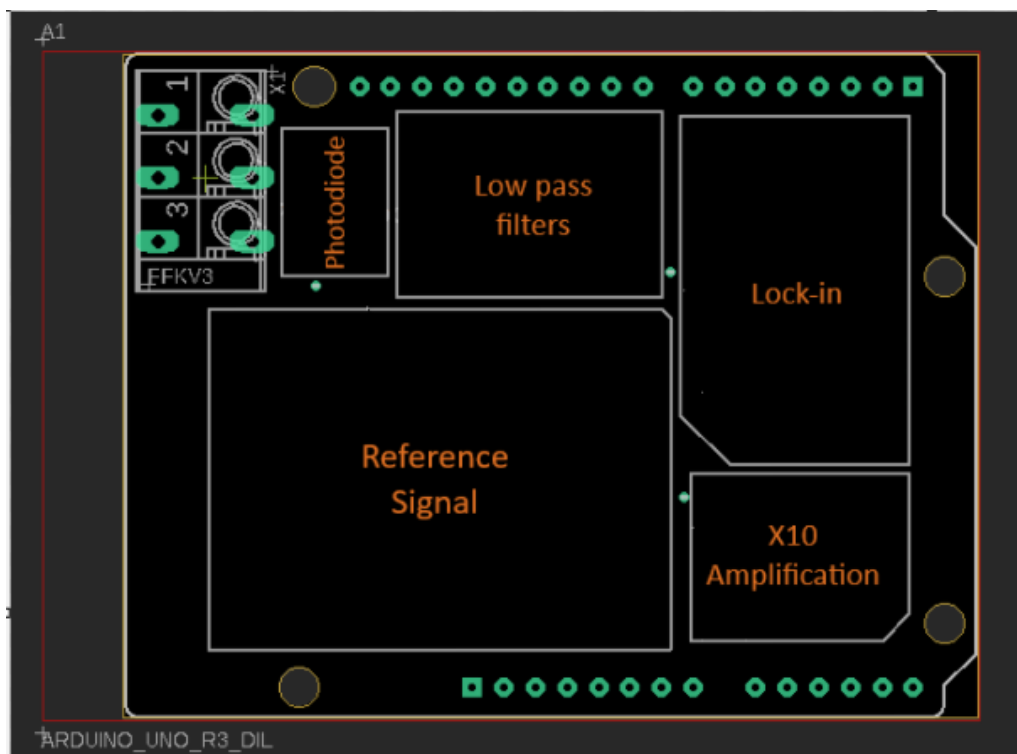 A1
X1
1
2
3
FFKV3
Photodiode
Low pass
filters
Lock-in
Reference
Signal
X10
Amplification
ARDUINO_UNO_R3_DIL